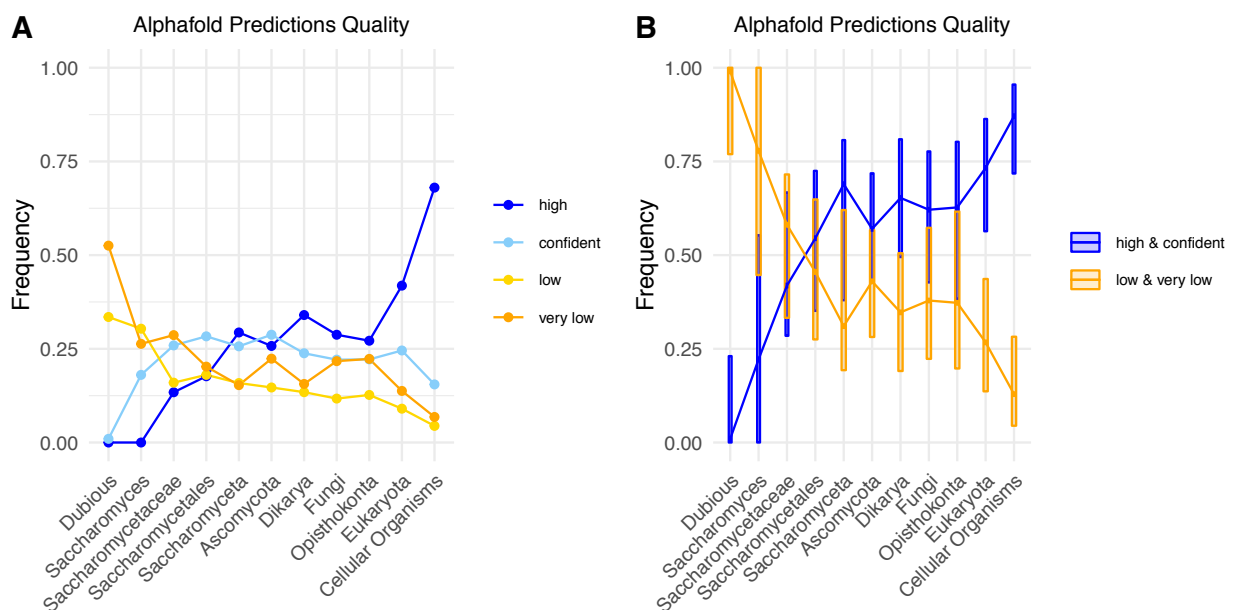 A
Alphafold Predictions Quality
Frequency
1.00
0.75
0.50
0.25
0.00
Dubious
Saccharomyces
Saccharomycetaceae
Saccharomycetales
Saccharomyceta
Ascomycota
Dikarya
Fungi
Opisthokonta
Eukaryota
Cellular Organisms
high
confident
low
very low
B
Alphafold Predictions Quality
Frequency
1.00
0.75
0.50
0.25
0.00
Dubious
Saccharomyces
Saccharomycetaceae
Saccharomycetales
Saccharomyceta
Ascomycota
Dikarya
Fungi
Opisthokonta
Eukaryota
Cellular Organisms
high & confident
low & very low